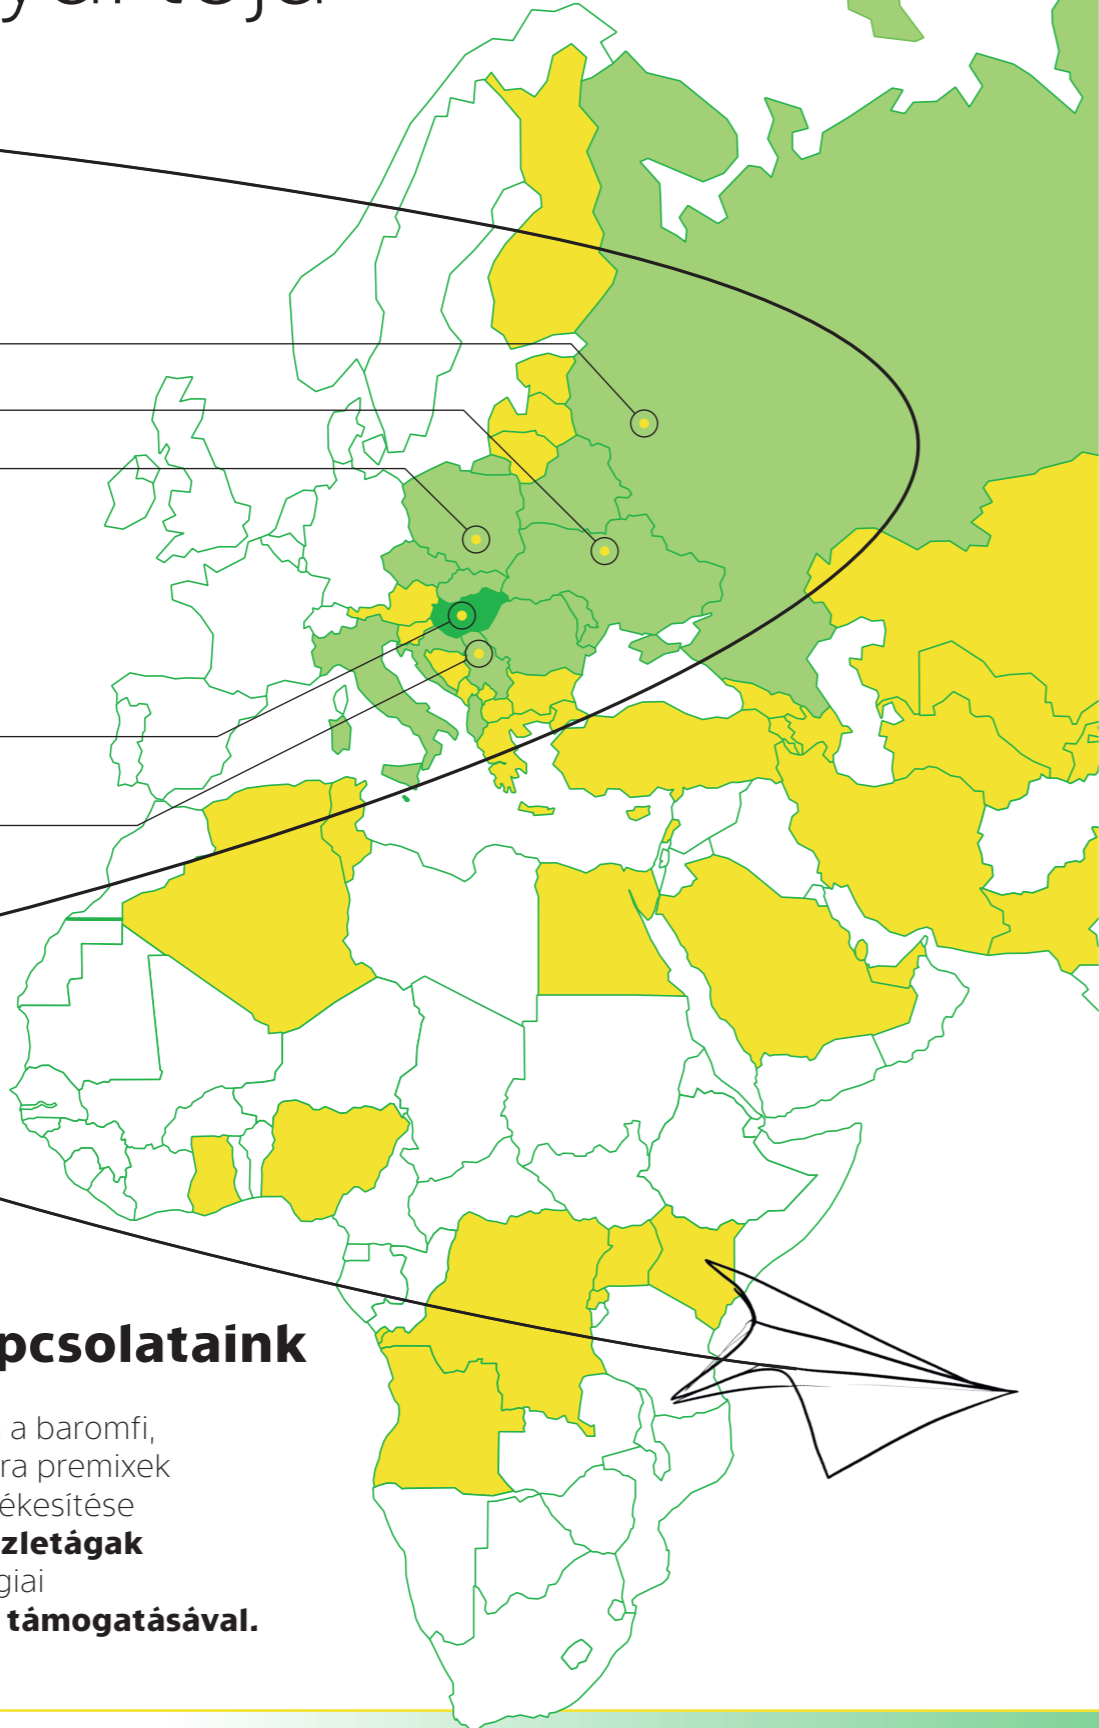 pcsolataink
a baromfi,
ra premixek
ékesítése
zletágak
giai
támogatásával.